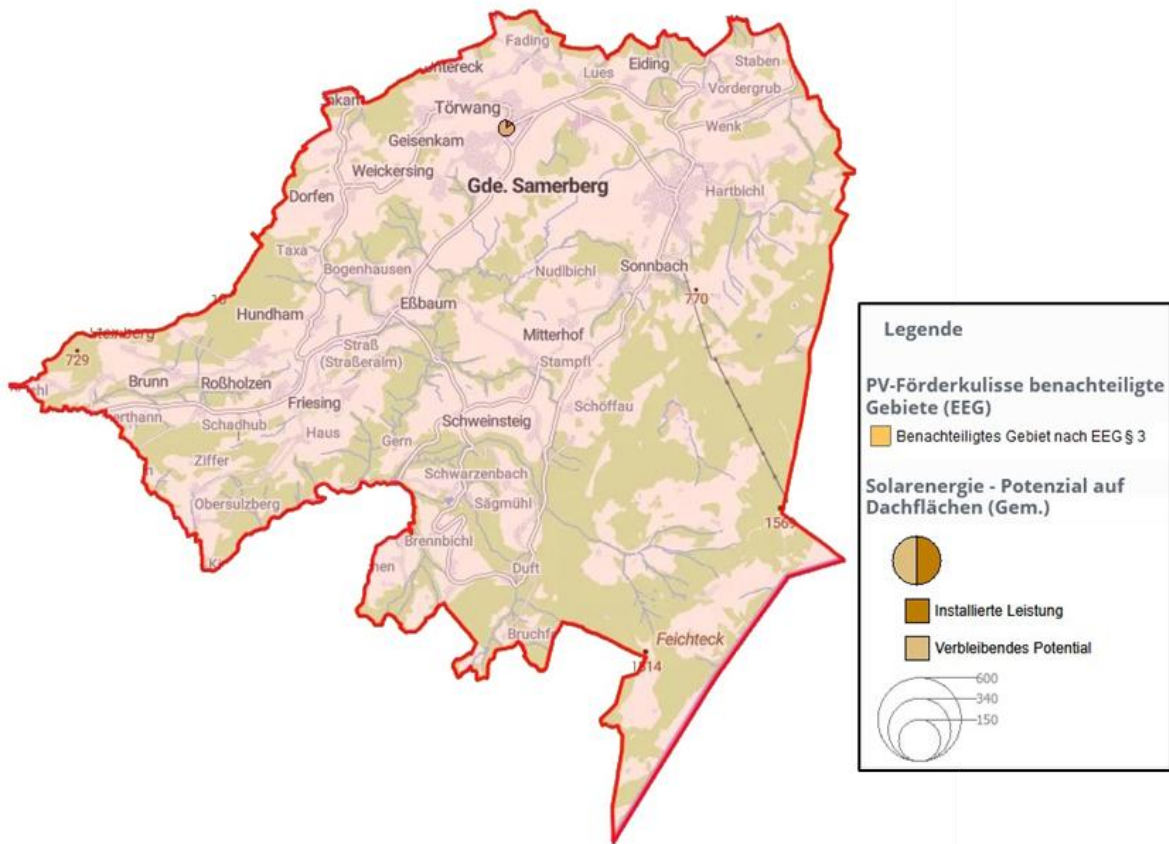 Fading
Untereck
Lues
Eiding
Staben
Vordergrub
Törwang
Geisenkam
Wenk
Weickersing
Gde. Samerberg
Hartbichl
Dorfen
Taxa
Bogenhausen
Nudlbichl
Sonnbach
770
Hundham
Eßbaum
Mitterhof
729
Straß
(Straßeralm)
Stampfl
Brunn
Roßholzen
Friesing
Schöffau
Schadhub
Haus
Gern
Schweinsteig
Ziffer
Schwarzenbach
Obersulzberg
Sägmühl
Brennbichl
Duft
Feichteck
Legende
PV-Förderkulisse benachteiligte
Gebiete (EEG)
Benachteiligtes Gebiet nach EEG § 3
Solarenergie - Potenzial auf
Dachflächen (Gem.)
Installierte Leistung
Verbleibendes Potential
600
340
150